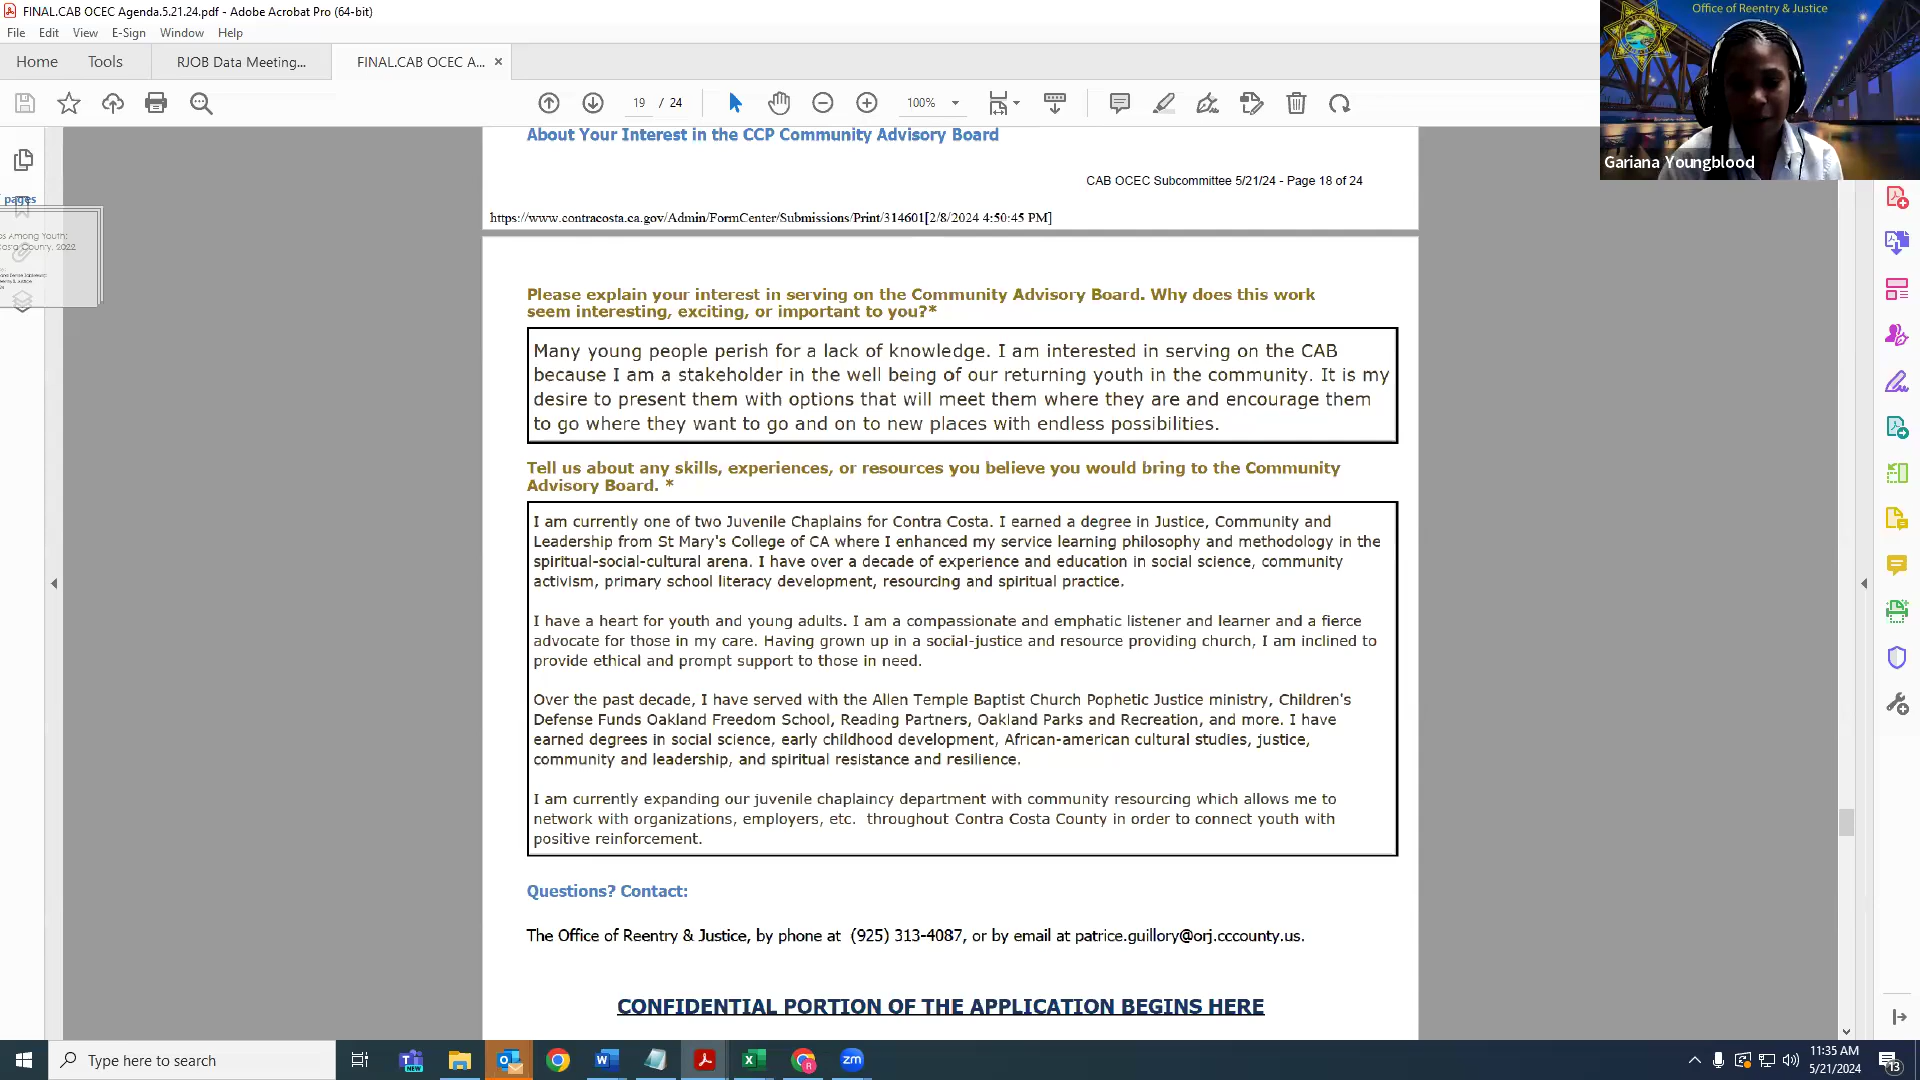 FINAL.CAB OCEC Agenda.5.21.24.pdf - Adobe Acrobat Pro (64-bit)
File Edit View E-Sign Window Help
Home Tools RJOB Data Meeting... FINAL.CAB OCEC A... ×
19 / 24 100%
Office of Reentry & Justice
Gariana Youngblood
About Your Interest in the CCP Community Advisory Board
CAB OCEC Subcommittee 5/21/24 - Page 18 of 24
pages
https://www.contracosta.ca.gov/Admin/FormCenter/Submissions/Print/314601[2/8/2024 4:50:45 PM]
os Among Youth:
Costa County, 2022
Please explain your interest in serving on the Community Advisory Board. Why does this work
seem interesting, exciting, or important to you?*
Many young people perish for a lack of knowledge. I am interested in serving on the CAB
because I am a stakeholder in the well being of our returning youth in the community. It is my
desire to present them with options that will meet them where they are and encourage them
to go where they want to go and on to new places with endless possibilities.
Tell us about any skills, experiences, or resources you believe you would bring to the Community
Advisory Board. *
I am currently one of two Juvenile Chaplains for Contra Costa. I earned a degree in Justice, Community and
Leadership from St Mary's College of CA where I enhanced my service learning philosophy and methodology in the
spiritual-social-cultural arena. I have over a decade of experience and education in social science, community
activism, primary school literacy development, resourcing and spiritual practice.
I have a heart for youth and young adults. I am a compassionate and emphatic listener and learner and a fierce
advocate for those in my care. Having grown up in a social-justice and resource providing church, I am inclined to
provide ethical and prompt support to those in need.
Over the past decade, I have served with the Allen Temple Baptist Church Pophetic Justice ministry, Children's
Defense Funds Oakland Freedom School, Reading Partners, Oakland Parks and Recreation, and more. I have
earned degrees in social science, early childhood development, African-american cultural studies, justice,
community and leadership, and spiritual resistance and resilience.
I am currently expanding our juvenile chaplaincy department with community resourcing which allows me to
network with organizations, employers, etc. throughout Contra Costa County in order to connect youth with
positive reinforcement.
Questions? Contact:
The Office of Reentry & Justice, by phone at (925) 313-4087, or by email at patrice.guillory@orj.cccounty.us.
CONFIDENTIAL PORTION OF THE APPLICATION BEGINS HERE
Type here to search
11:35 AM
5/21/2024
13